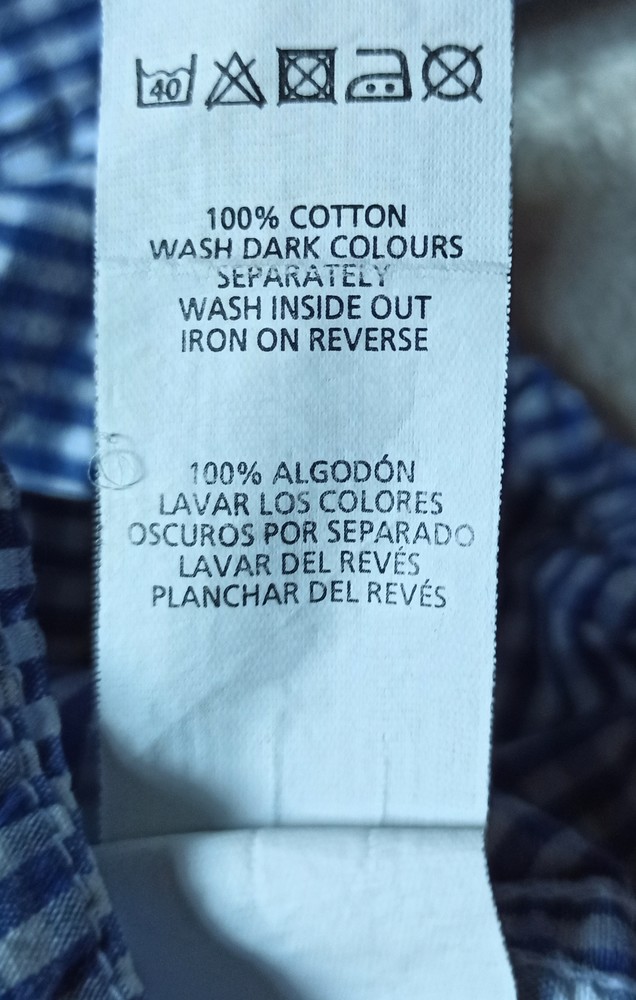 40
100% COTTON
WASH DARK COLOURS
SEPARATELY
WASH INSIDE OUT
IRON ON REVERSE
100% ALGODÓN
LAVAR LOS COLORES
OSCUROS POR SEPARADO
LAVAR DEL REVÉS
PLANCHAR DEL REVÉS